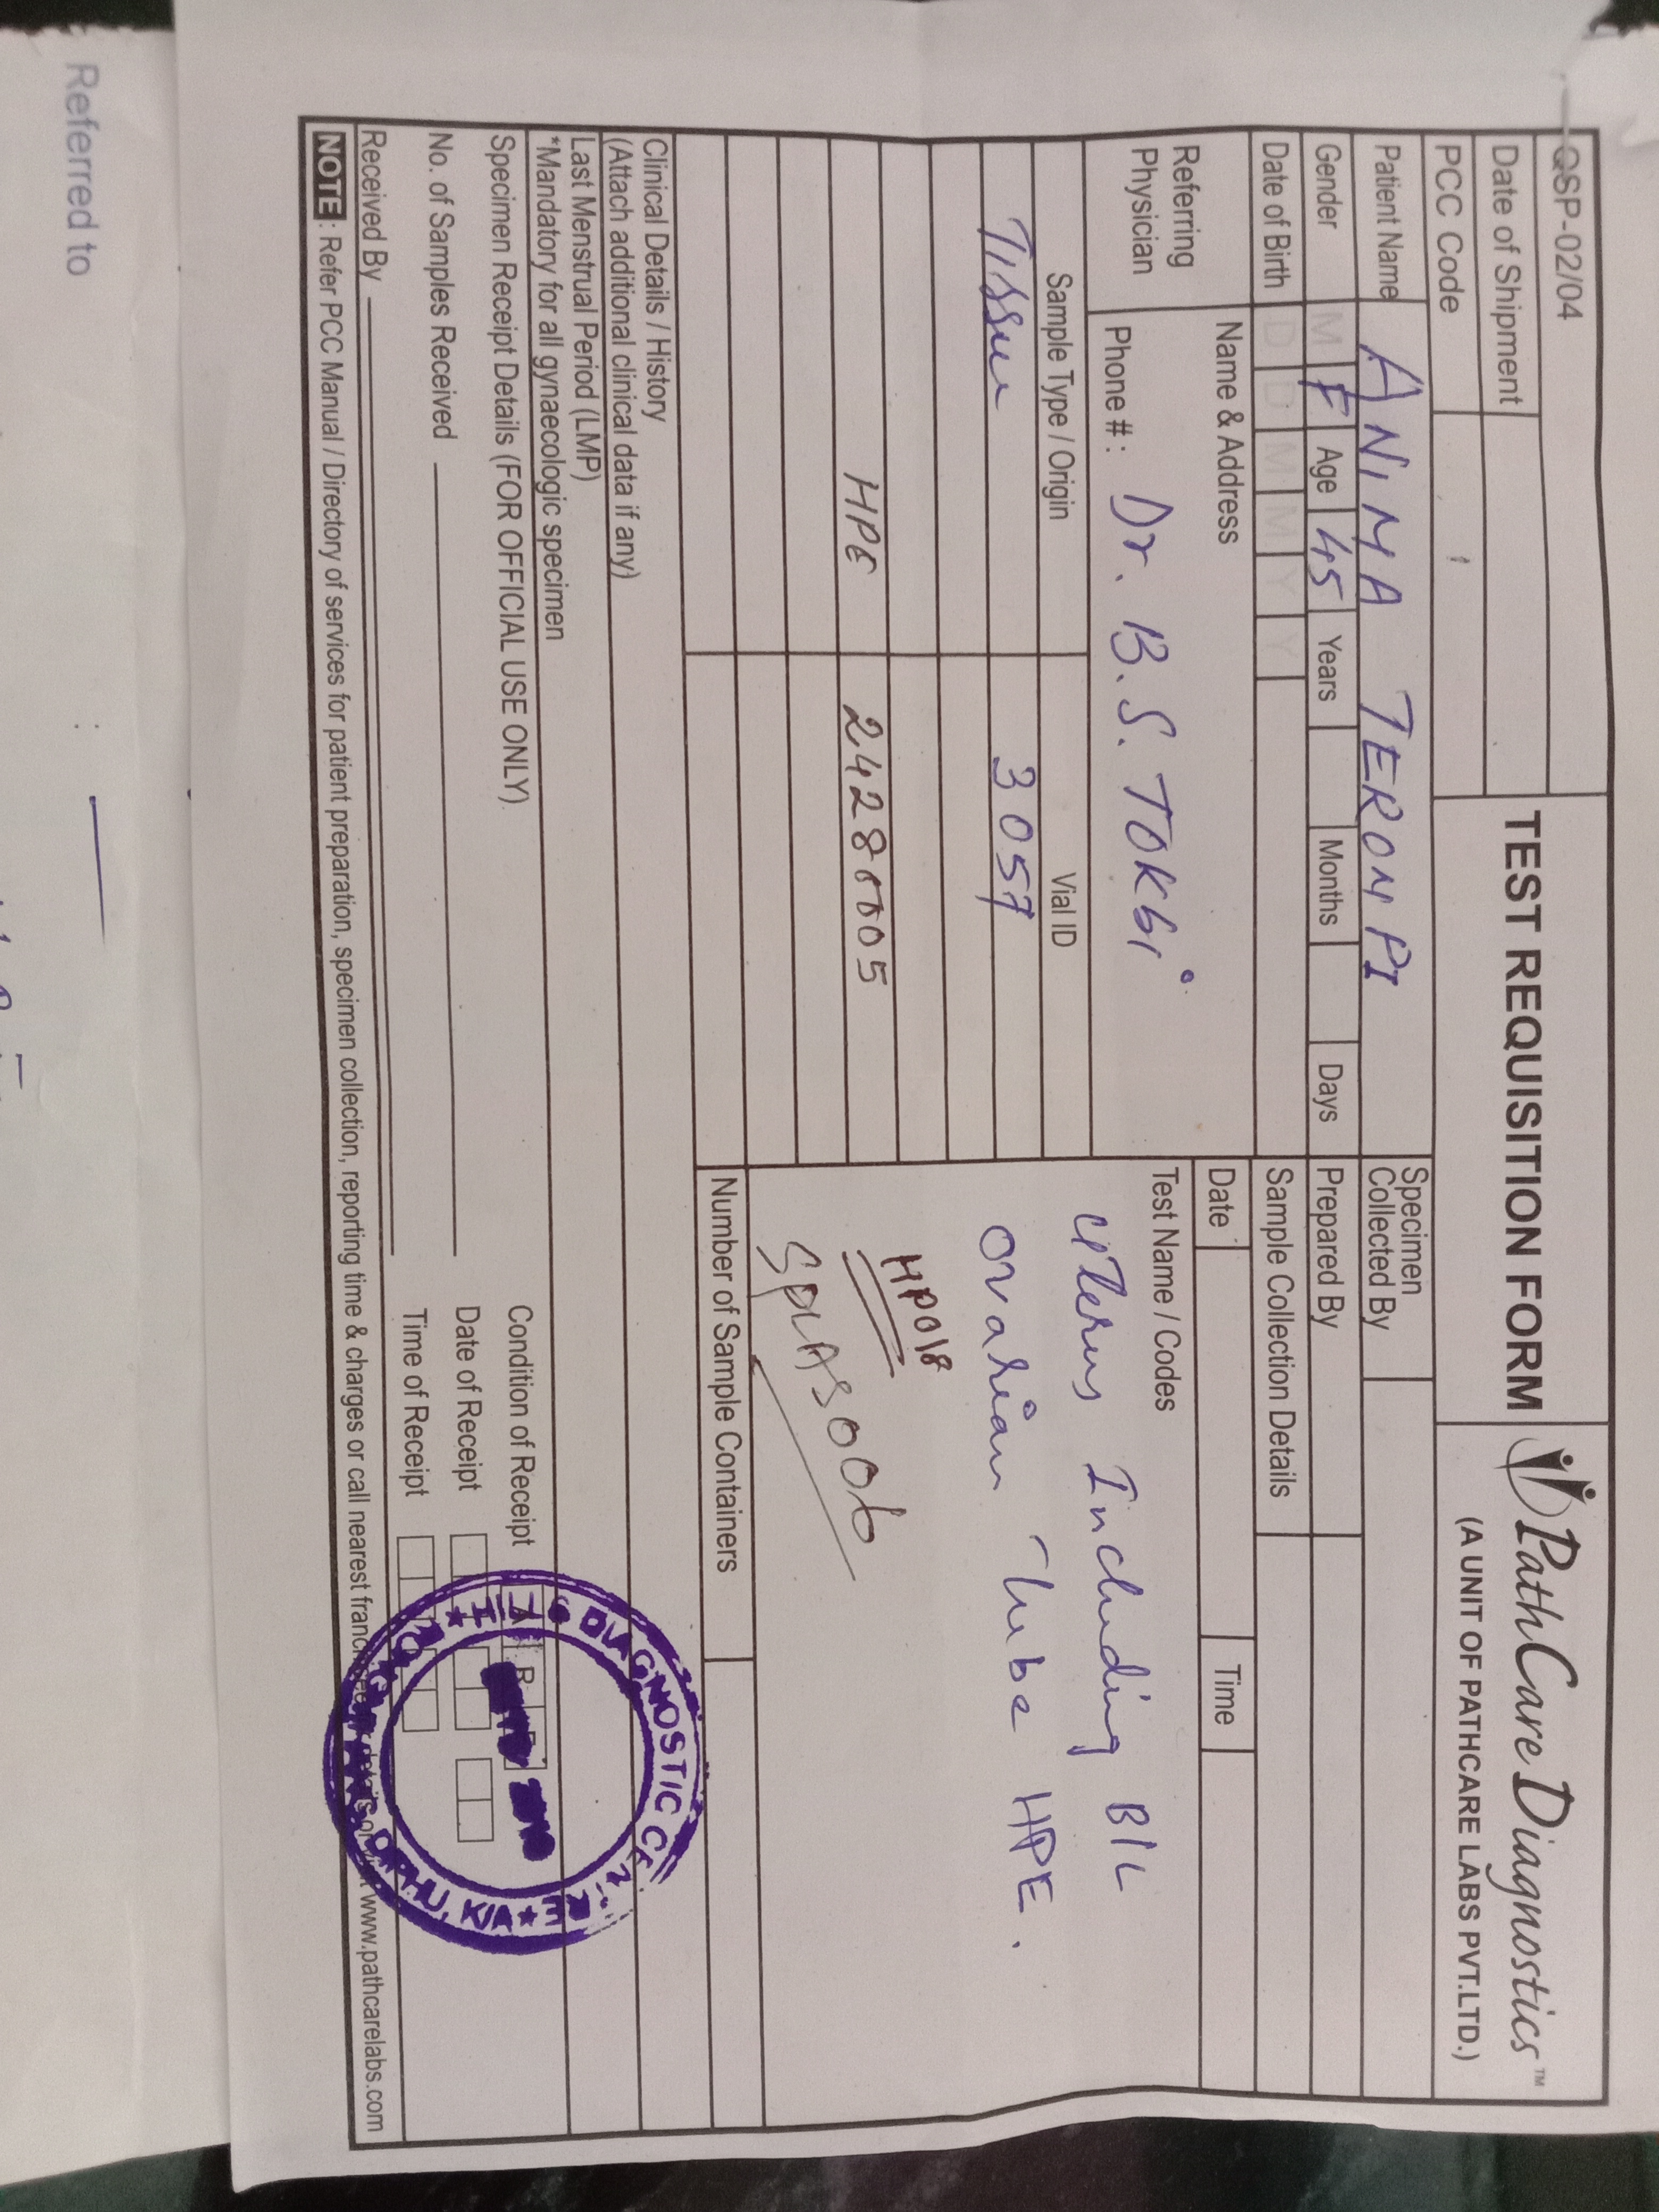 QSP-02/04
TEST REQUISITION FORM
PathCare Diagnostics™
(A UNIT OF PATHCARE LABS PVT.LTD.)
Date of Shipment
PCC Code
Patient Name ANIMA TERONPI
Specimen Collected By
Gender M F Age 45 Years Months Days
Prepared By
Date of Birth D D M M Y Y
Sample Collection Details
Date Time
Referring Physician
Name & Address
Phone #: Dr. B.S. TOKBI
Test Name / Codes
Sample Type / Origin Vial ID
Tissue 3057
HPE 24280005
Uterus Including B/L
ovarian Tube HPE.
HP018
Number of Sample Containers
Clinical Details / History
(Attach additional clinical data if any)
Last Menstrual Period (LMP)
*Mandatory for all gynaecologic specimen
Specimen Receipt Details (FOR OFFICIAL USE ONLY)
Condition of Receipt
No. of Samples Received
Date of Receipt
Received By
Time of Receipt
NOTE: Refer PCC Manual / Directory of services for patient preparation, specimen collection, reporting time & charges or call nearest
www.pathcarelabs.com
DIAGNOSTIC
DIPHU, K/A
Referred to